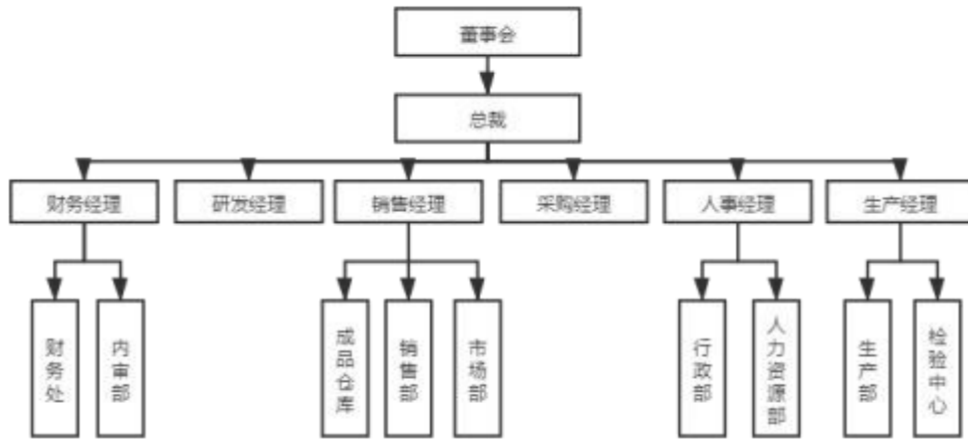 董事会
总裁
财务经理
研发经理
销售经理
采购经理
人事经理
生产经理
财务处
内审部
成品仓库
销售部
市场部
行政部
人力资源部
生产部
检验中心